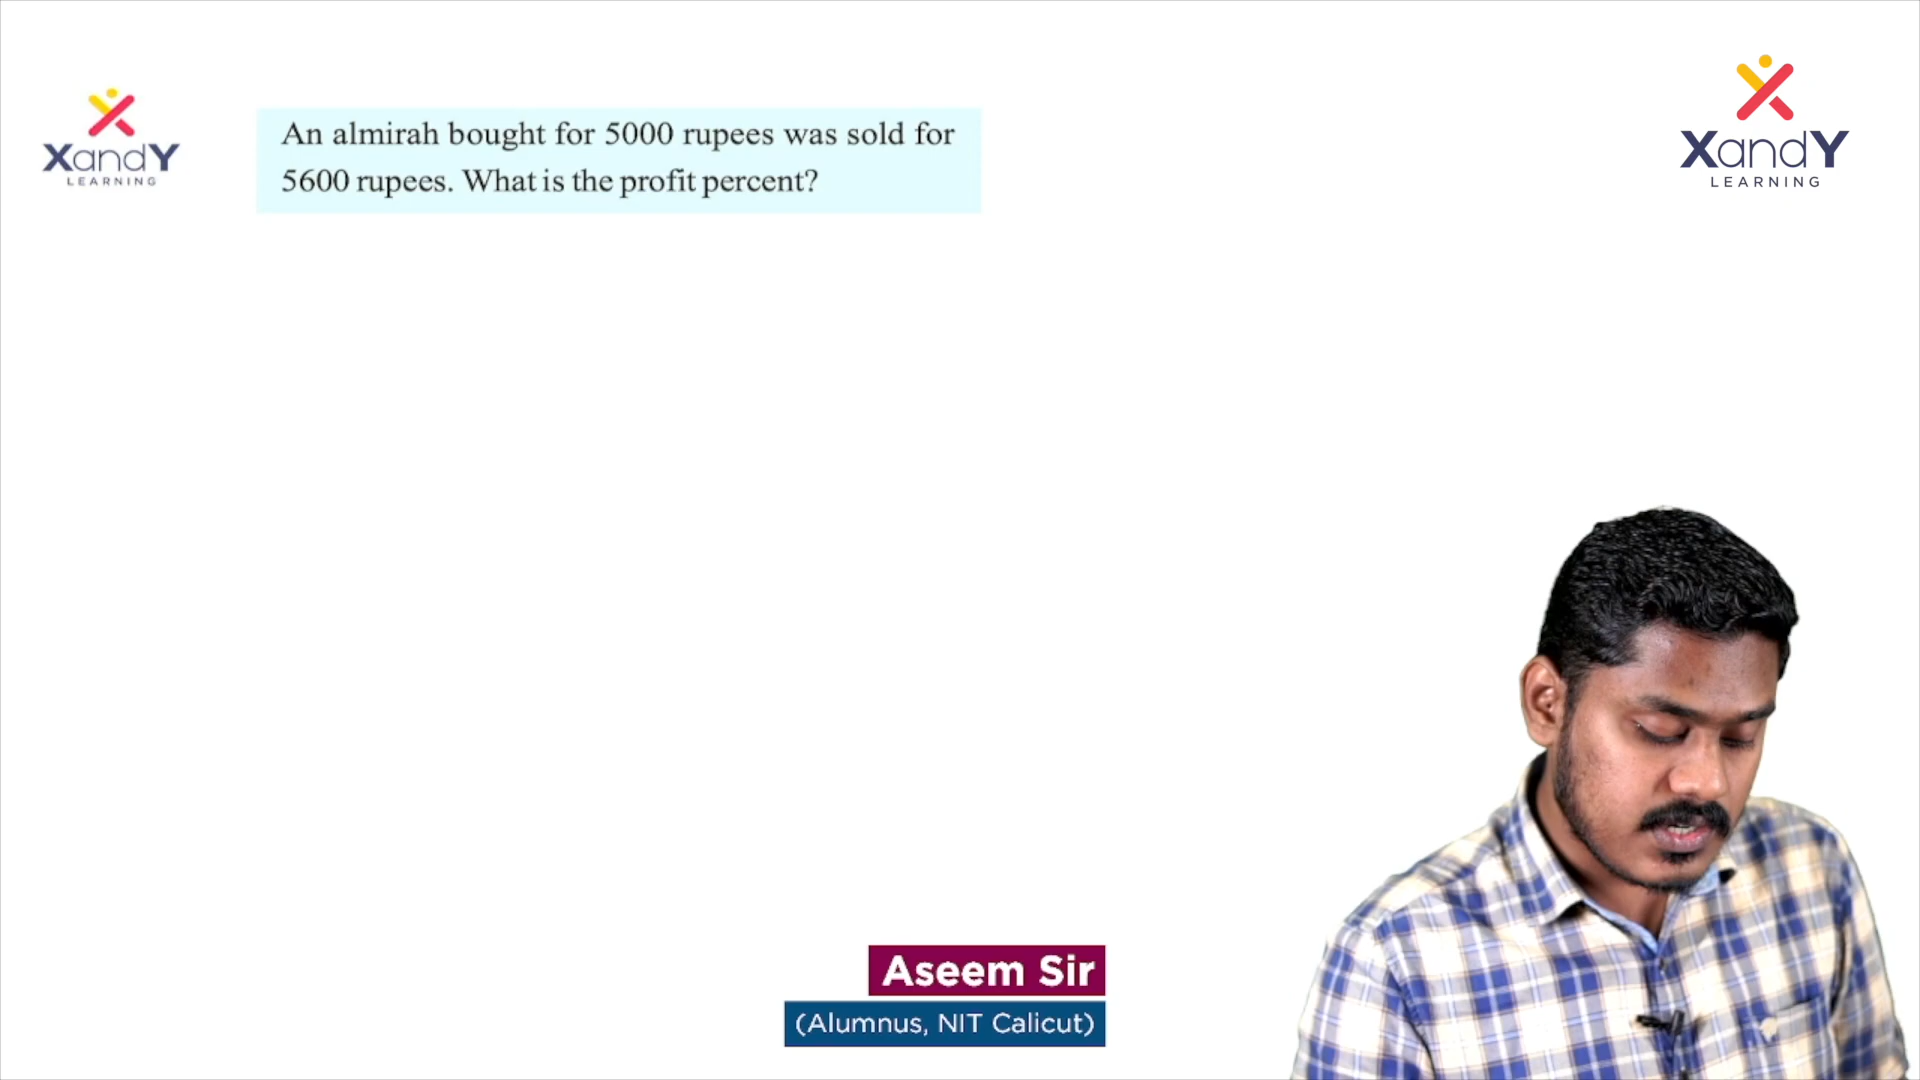 XandY
LEARNING
An almirah bought for 5000 rupees was sold for
5600 rupees. What is the profit percent?
XandY
LEARNING
Aseem Sir
(Alumnus, NIT Calicut)